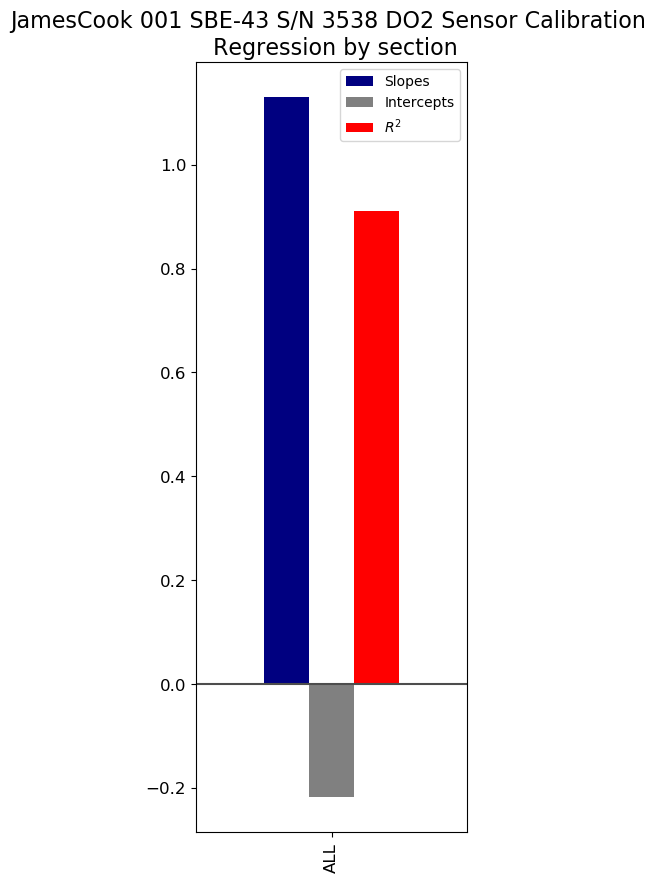 JamesCook 001 SBE-43 S/N 3538 DO2 Sensor Calibration
Regression by section
Slopes
Intercepts
R²
1.0
0.8
0.6
0.4
0.2
0.0
−0.2
ALL